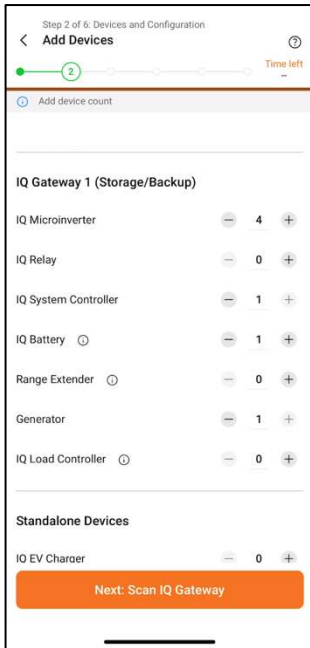 Step 2 of 6: Devices and Configuration
Add Devices
2
Time left
--
Add device count
IQ Gateway 1 (Storage/Backup)
IQ Microinverter - 4 +
IQ Relay - 0 +
IQ System Controller - 1 +
IQ Battery - 1 +
Range Extender - 0 +
Generator - 1 +
IQ Load Controller - 0 +
Standalone Devices
IQ EV Charger - 0 +
Next: Scan IQ Gateway